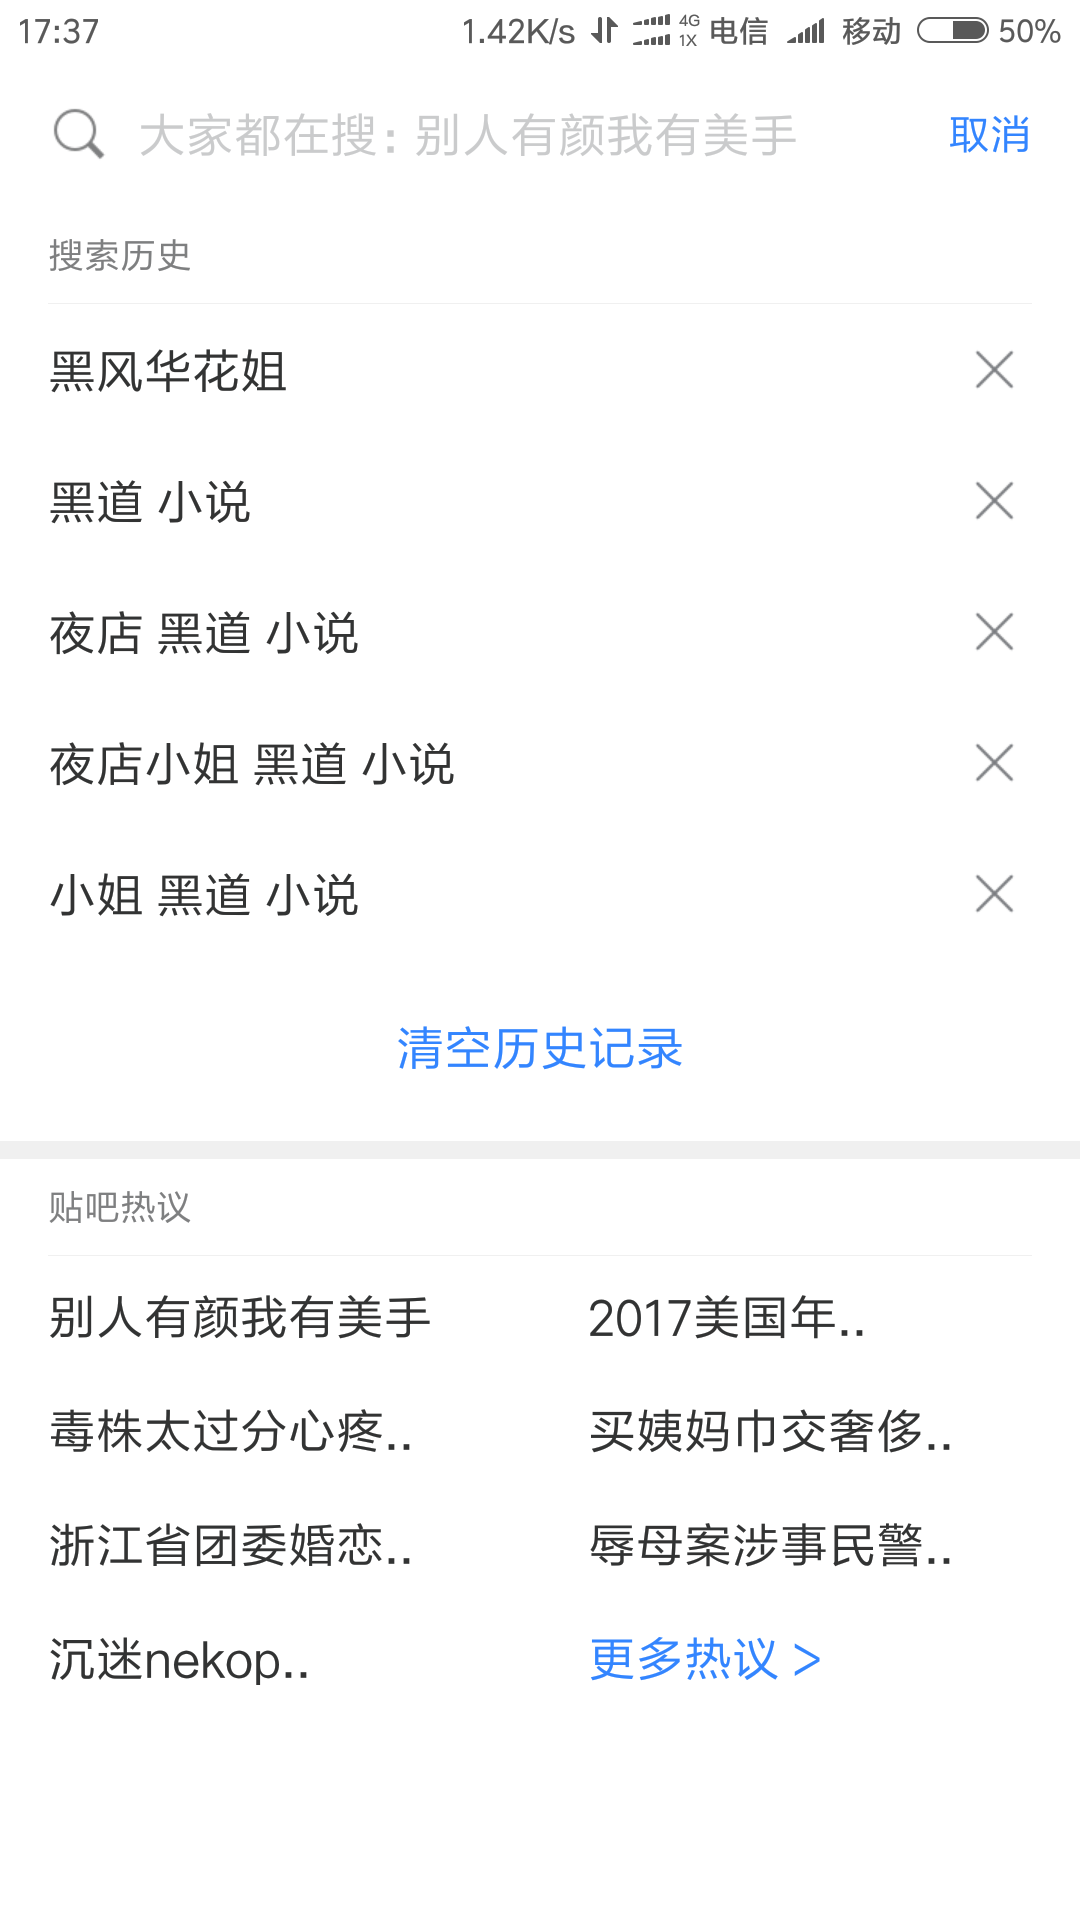 17:37 1.42K/s 4G 1X 电信 移动 50%
大家都在搜: 别人有颜我有美手 取消
搜索历史
黑风华花姐
黑道 小说
夜店 黑道 小说
夜店小姐 黑道 小说
小姐 黑道 小说
清空历史记录
贴吧热议
别人有颜我有美手 2017美国年..
毒株太过分心疼.. 买姨妈巾交奢侈..
浙江省团委婚恋.. 辱母案涉事民警..
沉迷nekop.. 更多热议 >